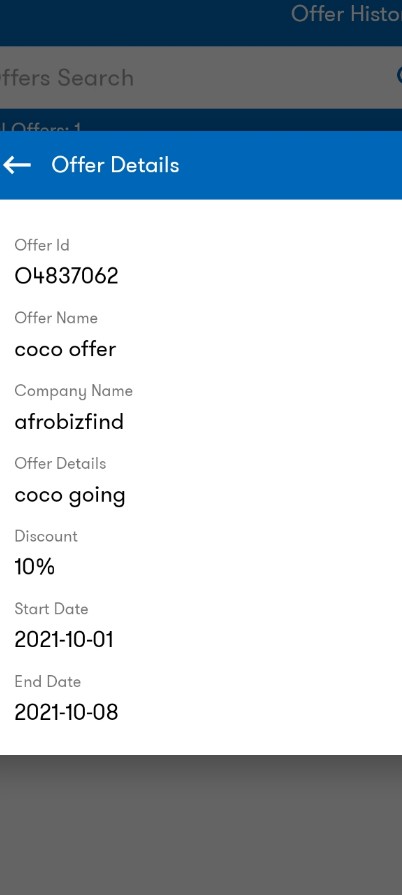 Offer Histo
ffers Search
l Offers: 1
Offer Details
Offer Id
O4837062
Offer Name
coco offer
Company Name
afrobizfind
Offer Details
coco going
Discount
10%
Start Date
2021-10-01
End Date
2021-10-08